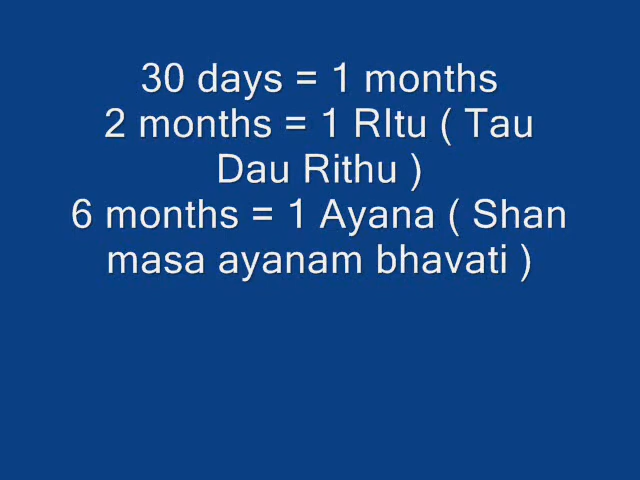 30 days = 1 months
2 months = 1 RItu ( Tau
Dau Rithu )
6 months = 1 Ayana ( Shan
masa ayanam bhavati )